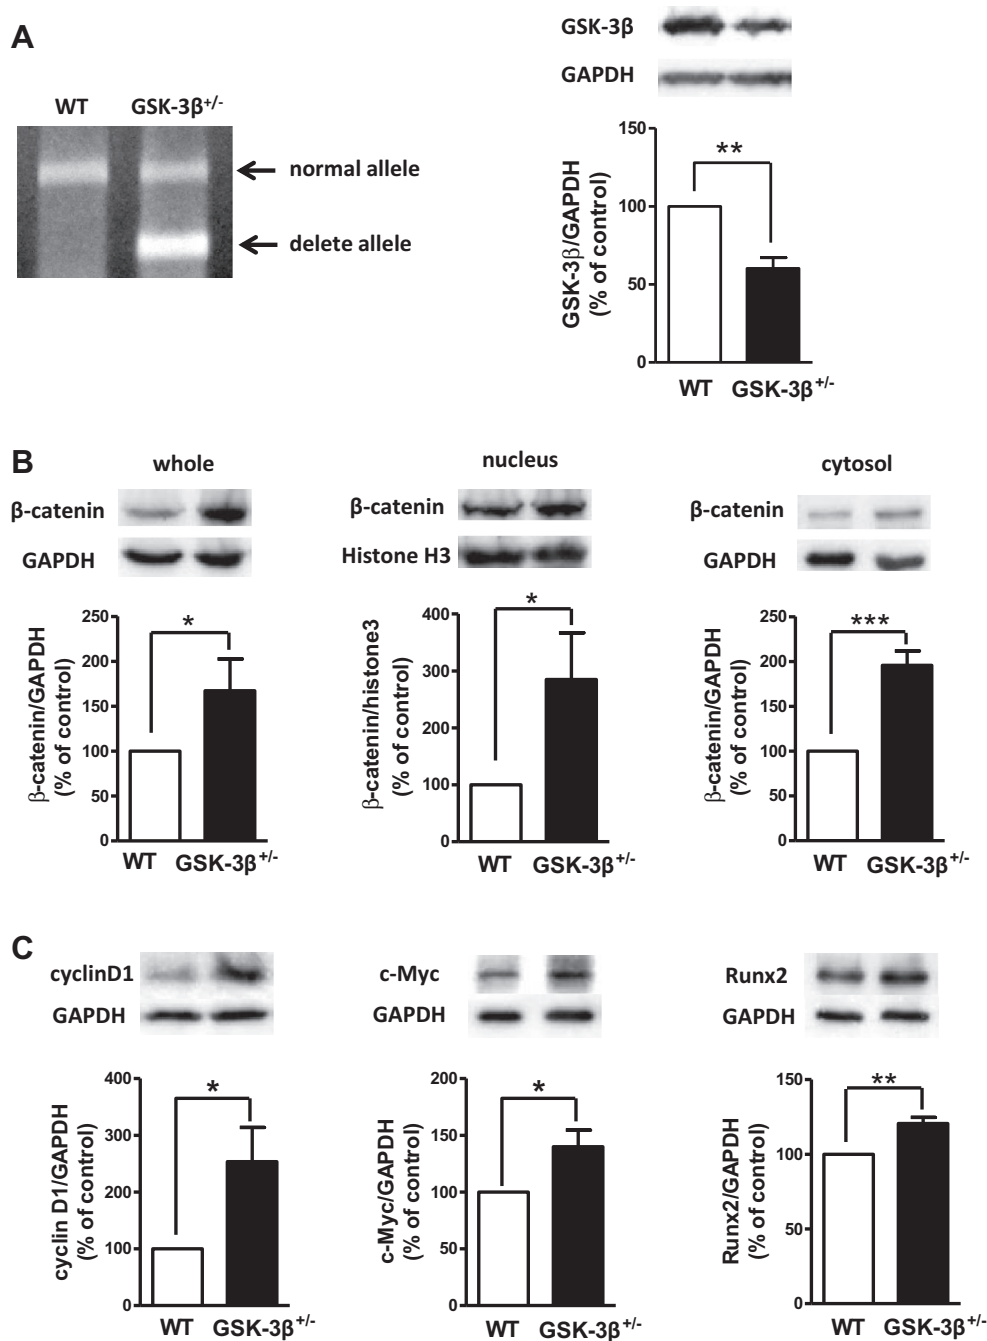 A
WT GSK-3β+/-
normal allele
delete allele
GSK-3β
GAPDH
150
100
50
0
GSK-3β/GAPDH
(% of control)
**
WT GSK-3β+/-
B
whole
β-catenin
GAPDH
250
200
150
100
50
0
β-catenin/GAPDH
(% of control)
*
WT GSK-3β+/-
nucleus
β-catenin
Histone H3
400
300
200
100
0
β-catenin/histone3
(% of control)
*
WT GSK-3β+/-
cytosol
β-catenin
GAPDH
250
200
150
100
50
0
β-catenin/GAPDH
(% of control)
***
WT GSK-3β+/-
C
cyclinD1
GAPDH
400
300
200
100
0
cyclin D1/GAPDH
(% of control)
*
WT GSK-3β+/-
c-Myc
GAPDH
200
150
100
50
0
c-Myc/GAPDH
(% of control)
*
WT GSK-3β+/-
Runx2
GAPDH
150
100
50
0
Runx2/GAPDH
(% of control)
**
WT GSK-3β+/-